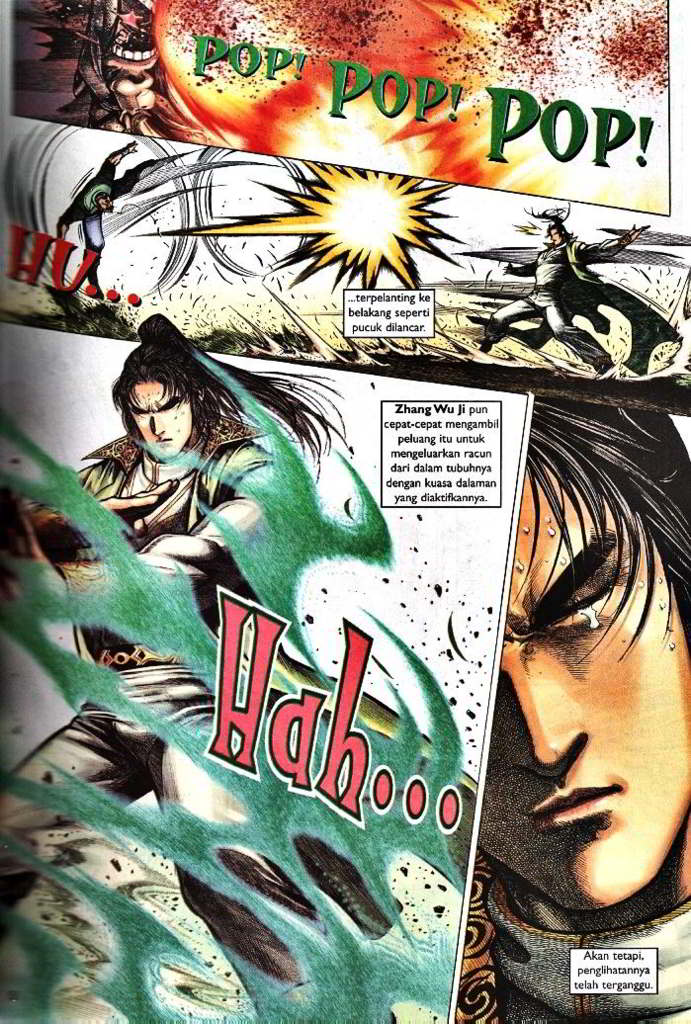 POP! POP! POP!
HU...
...terpelanting ke
belakang seperti
pucuk dilancar.
Zhang Wu Ji pun
cepat-cepat mengambil
peluang itu untuk
mengeluarkan racun
dari dalam tubuhnya
dengan kuasa dalaman
yang diaktifkannya.
Hah...
Akan tetapi,
penglihatannya
telah terganggu.